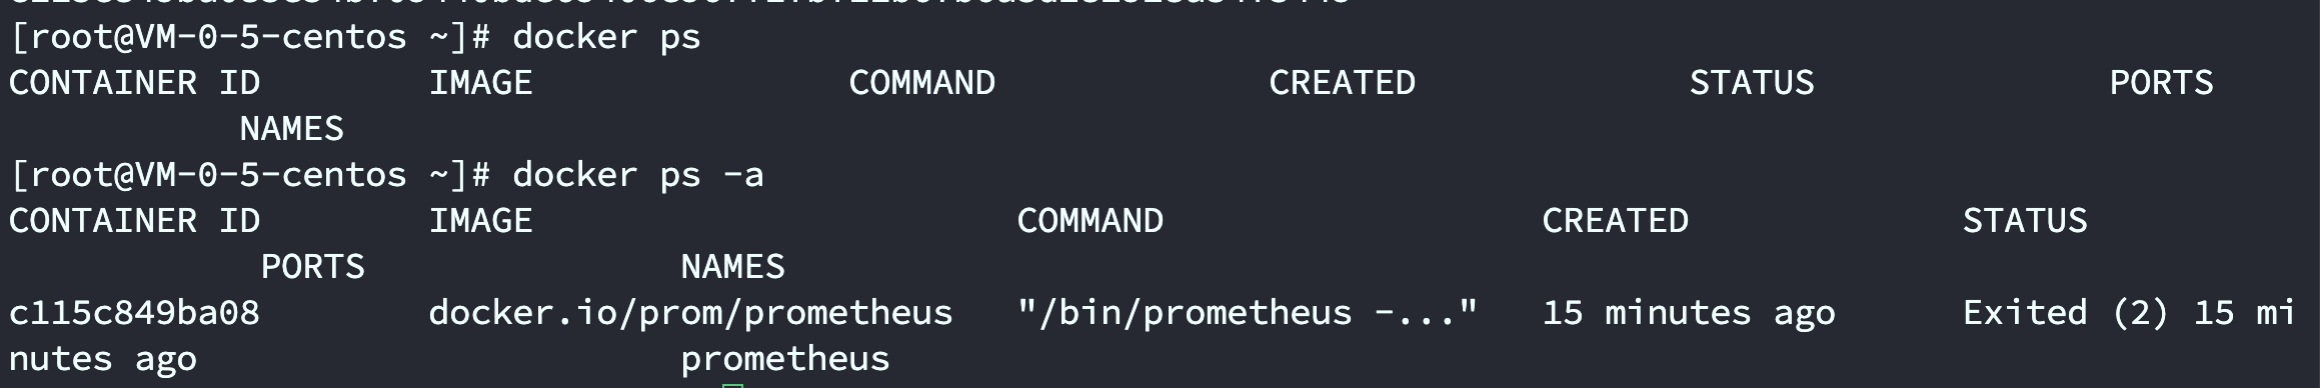 [root@VM-0-5-centos ~]# docker ps
CONTAINER ID        IMAGE               COMMAND             CREATED             STATUS              PORTS
           NAMES
[root@VM-0-5-centos ~]# docker ps -a
CONTAINER ID        IMAGE                       COMMAND                  CREATED             STATUS
            PORTS               NAMES
c115c849ba08        docker.io/prom/prometheus   "/bin/prometheus -..."   15 minutes ago      Exited (2) 15 mi
nutes ago                       prometheus